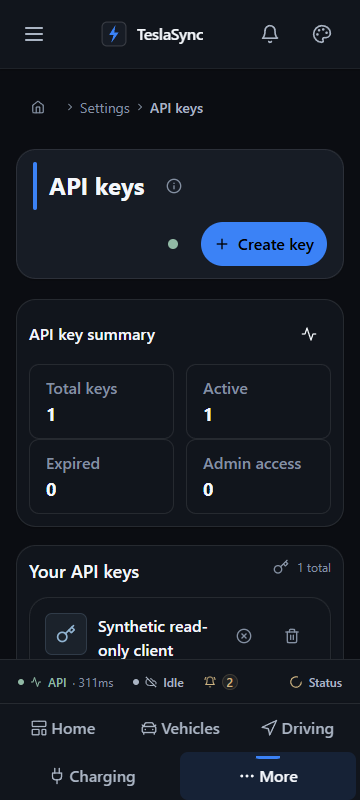 TeslaSync
Settings API keys
API keys
+ Create key
API key summary
Total keys
1
Active
1
Expired
0
Admin access
0
Your API keys
1 total
Synthetic read-
only client
API · 311ms
Idle
2
Status
Home
Vehicles
Driving
Charging
More